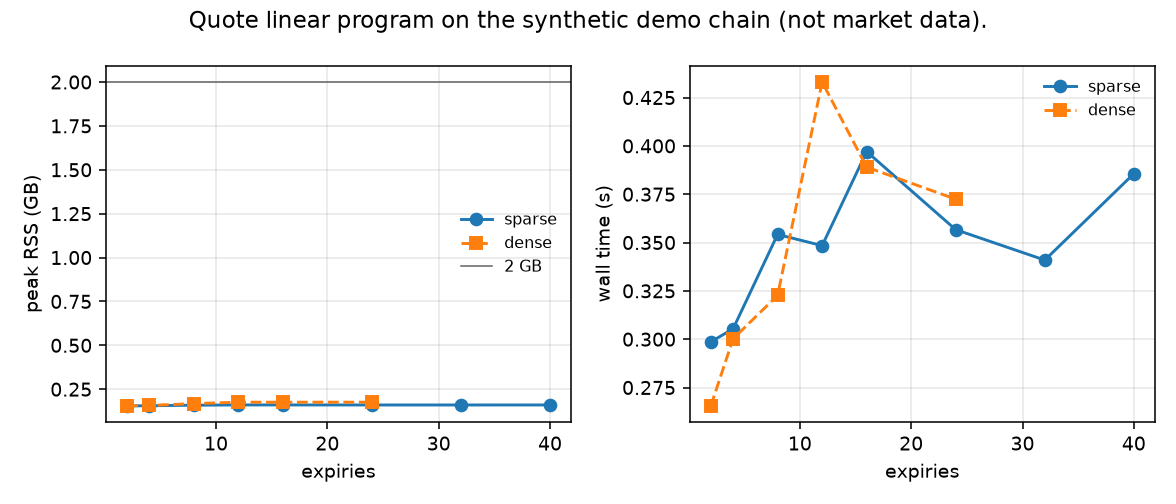 Quote linear program on the synthetic demo chain (not market data).
peak RSS (GB)
2.00
1.75
1.50
1.25
1.00
0.75
0.50
0.25
sparse
dense
2 GB
10
20
30
40
expiries
wall time (s)
0.425
0.400
0.375
0.350
0.325
0.300
0.275
sparse
dense
10
20
30
40
expiries